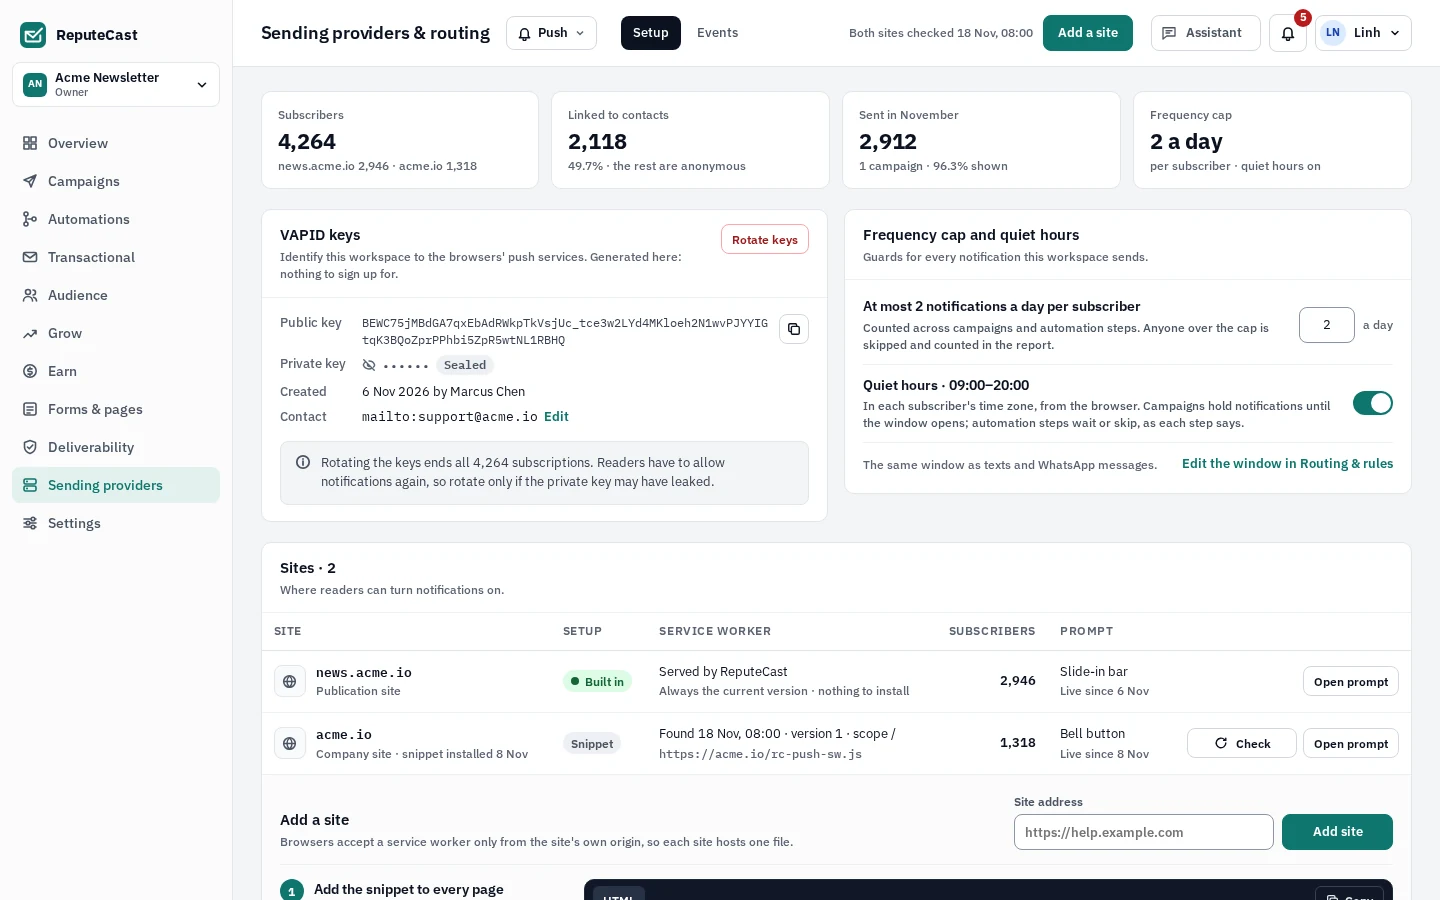 ReputeCast
AN
Acme Newsletter
Owner
Overview
Campaigns
Automations
Transactional
Audience
Grow
Earn
Forms & pages
Deliverability
Sending providers
Settings
Sending providers & routing
Push
Setup
Events
Both sites checked 18 Nov, 08:00
Add a site
Assistant
5
LN
Linh
Subscribers
4,264
news.acme.io 2,946 · acme.io 1,318
Linked to contacts
2,118
49.7% · the rest are anonymous
Sent in November
2,912
1 campaign · 96.3% shown
Frequency cap
2 a day
per subscriber · quiet hours on
VAPID keys
Identify this workspace to the browsers' push services. Generated here:
nothing to sign up for.
Rotate keys
Public key
BEWC75jMBdGA7qxEbAdRWkpTkVsjUc_tce3w2LYd4MKloeh2N1wvPJYYIG
tqK3BQoZprPPhbi5ZpR5wtNL1RBHQ
Private key
•••••• Sealed
Created
6 Nov 2026 by Marcus Chen
Contact
mailto:support@acme.io Edit
Rotating the keys ends all 4,264 subscriptions. Readers have to allow
notifications again, so rotate only if the private key may have leaked.
Frequency cap and quiet hours
Guards for every notification this workspace sends.
At most 2 notifications a day per subscriber
Counted across campaigns and automation steps. Anyone over the cap is
skipped and counted in the report.
2 a day
Quiet hours · 09:00–20:00
In each subscriber's time zone, from the browser. Campaigns hold notifications until
the window opens; automation steps wait or skip, as each step says.
The same window as texts and WhatsApp messages.
Edit the window in Routing & rules
Sites · 2
Where readers can turn notifications on.
SITE SETUP SERVICE WORKER SUBSCRIBERS PROMPT
news.acme.io
Publication site
Built in
Served by ReputeCast
Always the current version · nothing to install
2,946
Slide-in bar
Live since 6 Nov
Open prompt
acme.io
Company site · snippet installed 8 Nov
Snippet
Found 18 Nov, 08:00 · version 1 · scope /
https://acme.io/rc-push-sw.js
1,318
Bell button
Live since 8 Nov
Check
Open prompt
Add a site
Browsers accept a service worker only from the site's own origin, so each site hosts one file.
Site address
https://help.example.com
Add site
1
Add the snippet to every page
HTML
Copy